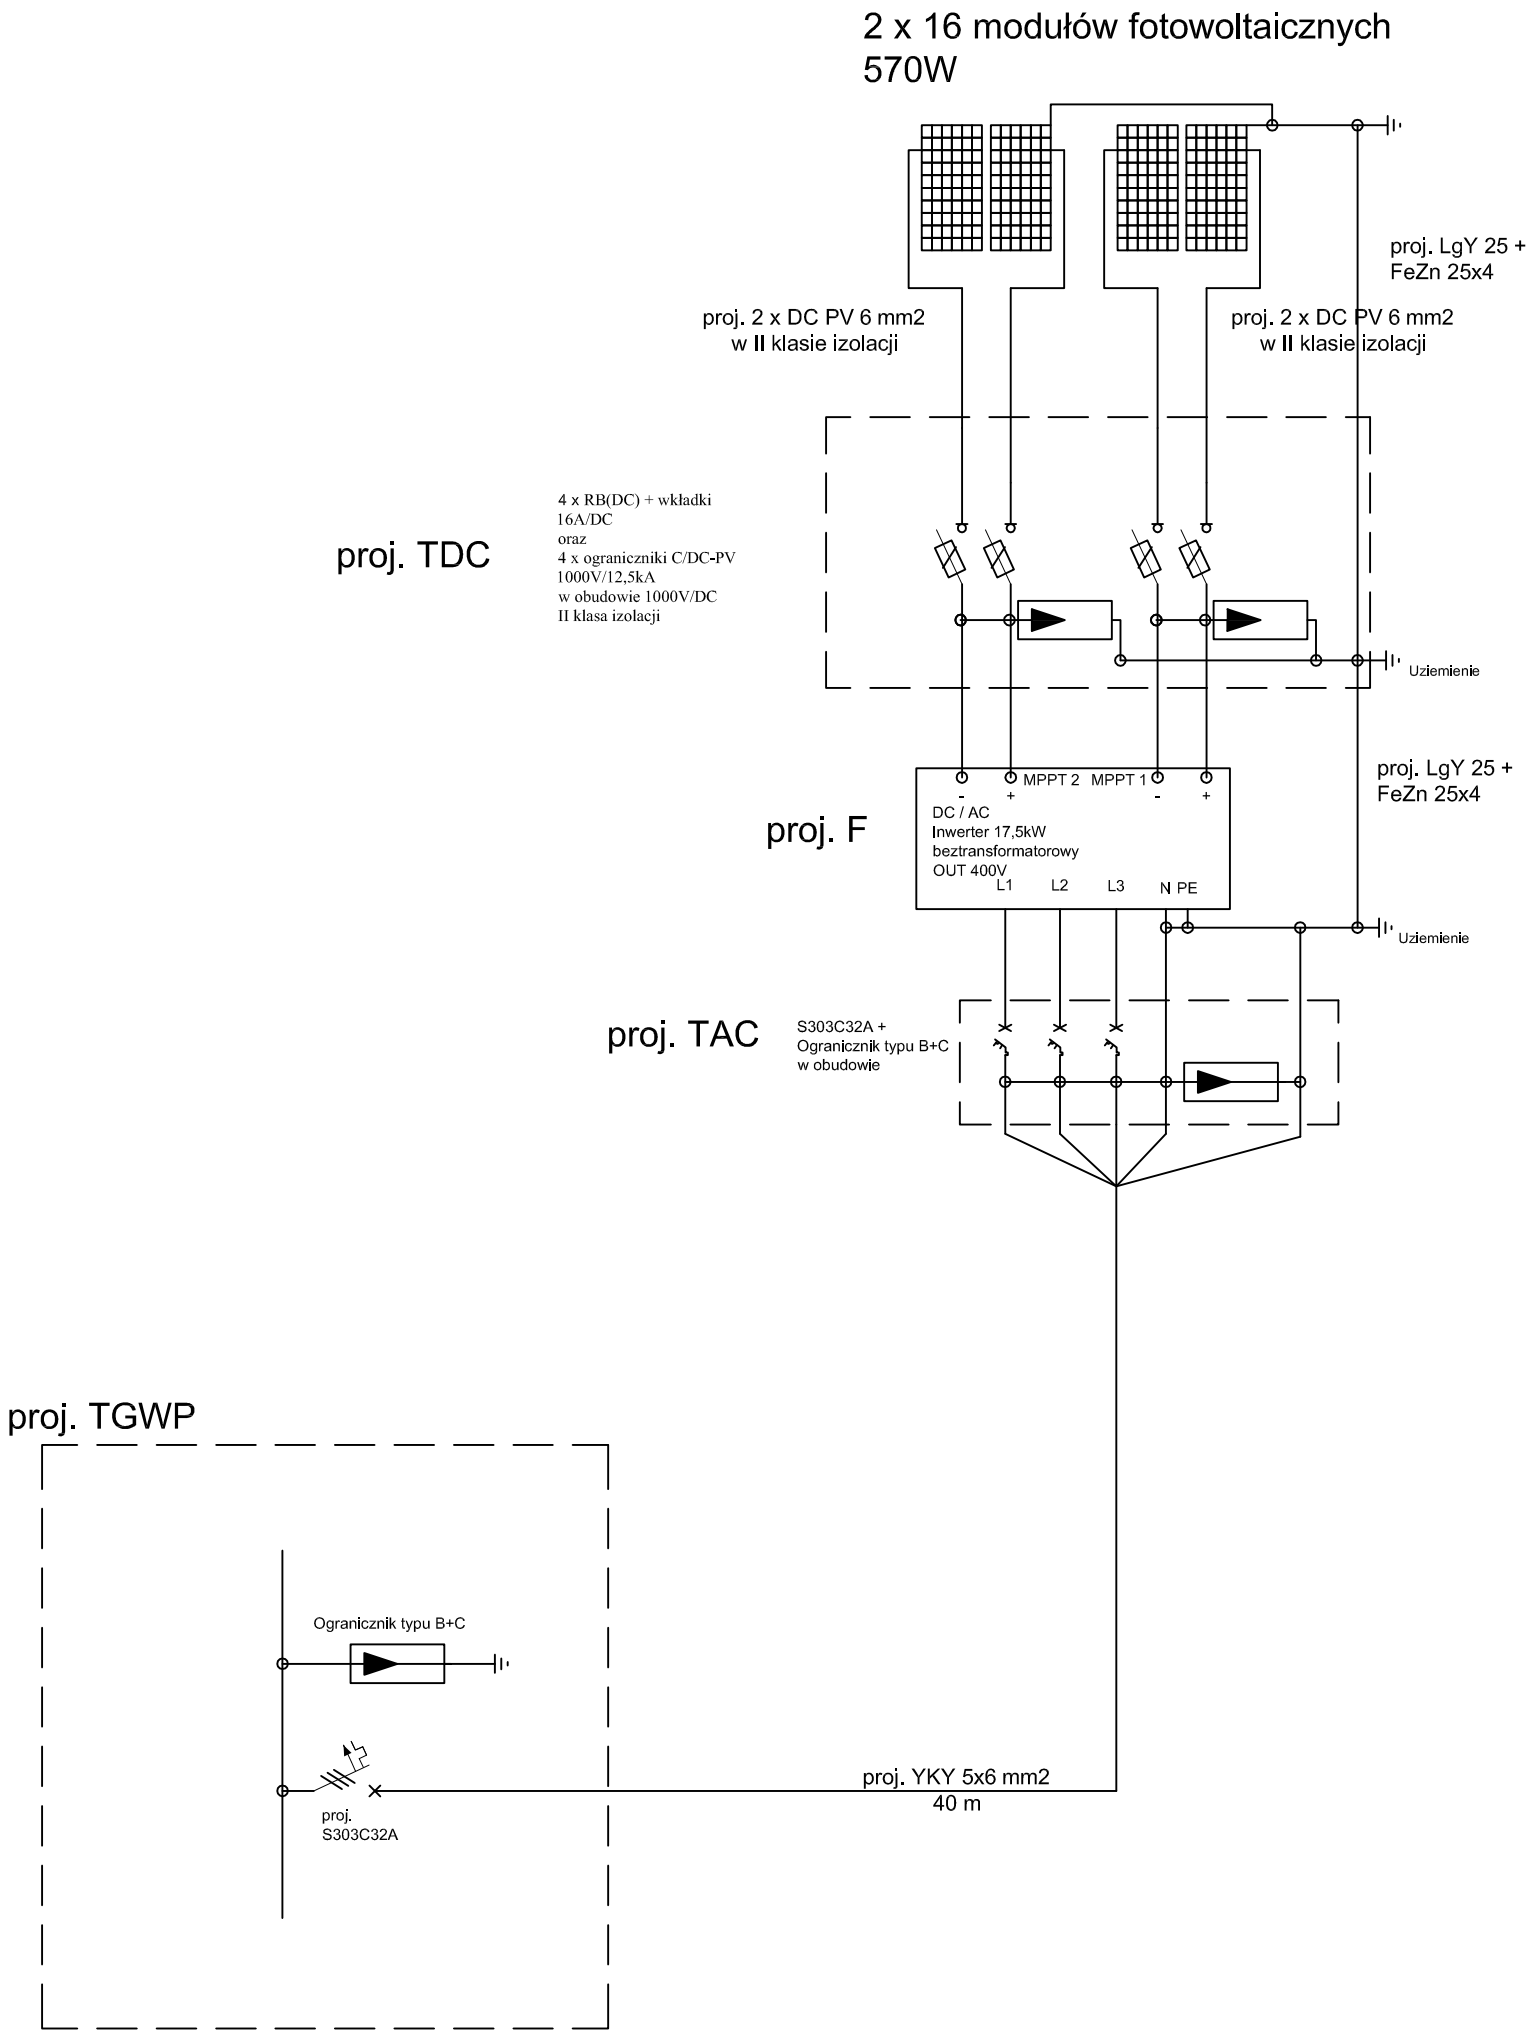 2 x 16 modułów fotowoltaicznych
570W
proj. LgY 25 +
FeZn 25x4
proj. 2 x DC PV 6 mm2
w II klasie izolacji
proj. 2 x DC PV 6 mm2
w II klasie izolacji
proj. TDC
4 x RB(DC) + wkładki
16A/DC
oraz
4 x ograniczniki C/DC-PV
1000V/12,5kA
w obudowie 1000V/DC
II klasa izolacji
Uziemienie
proj. LgY 25 +
FeZn 25x4
MPPT 2 MPPT 1
- + - +
proj. F
DC / AC
Inwerter 17,5kW
beztransformatorowy
OUT 400V
L1 L2 L3 N PE
Uziemienie
proj. TAC
S303C32A +
Ogranicznik typu B+C
w obudowie
proj. TGWP
Ogranicznik typu B+C
proj.
S303C32A
proj. YKY 5x6 mm2
40 m